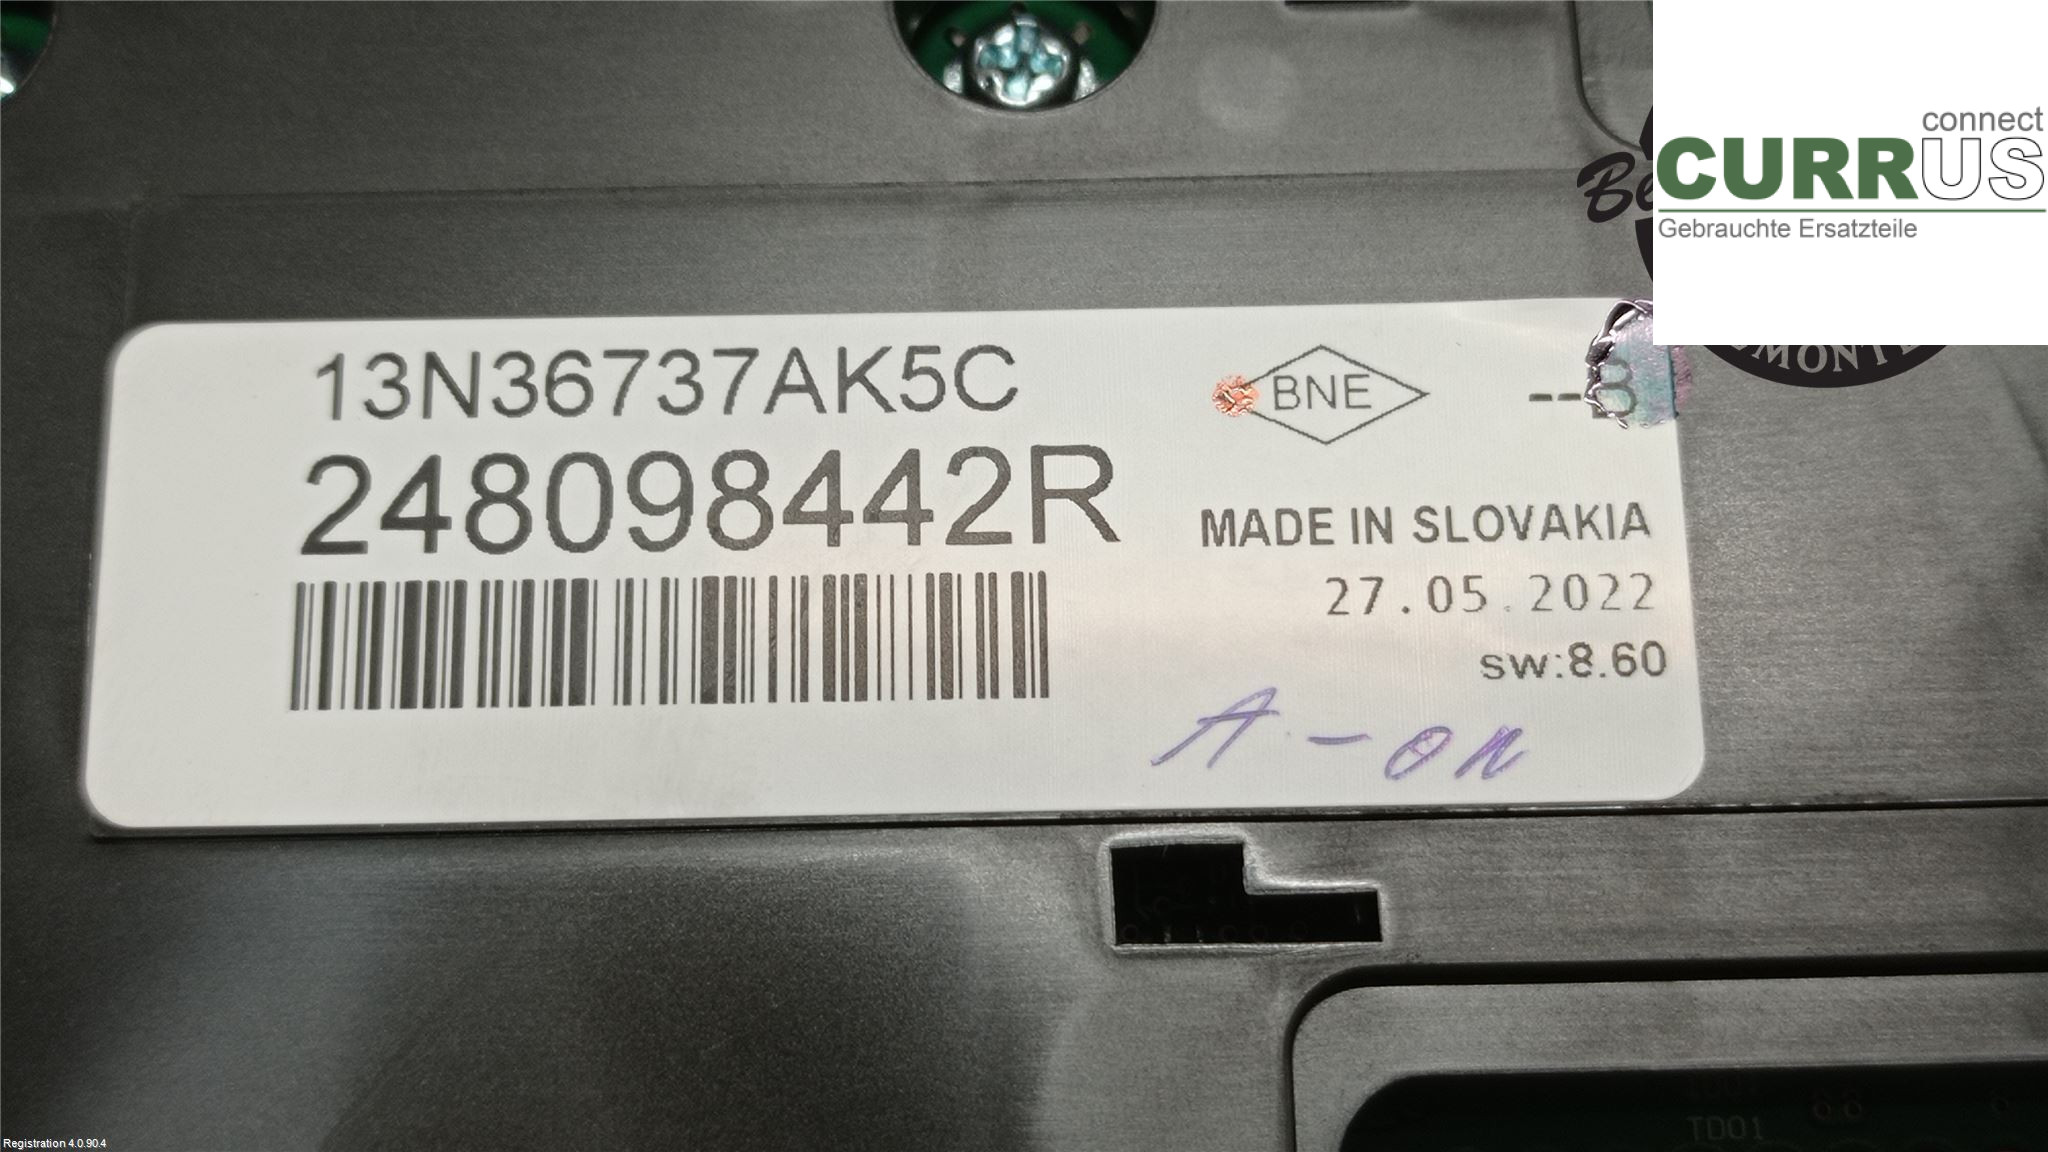 connect
CURRUS
Gebrauchte Ersatzteile
13N36737AK5C
BNE
--B
248098442R
MADE IN SLOVAKIA
27.05.2022
sw:8.60
A - ON
TD01
Registration 4.0.90.4